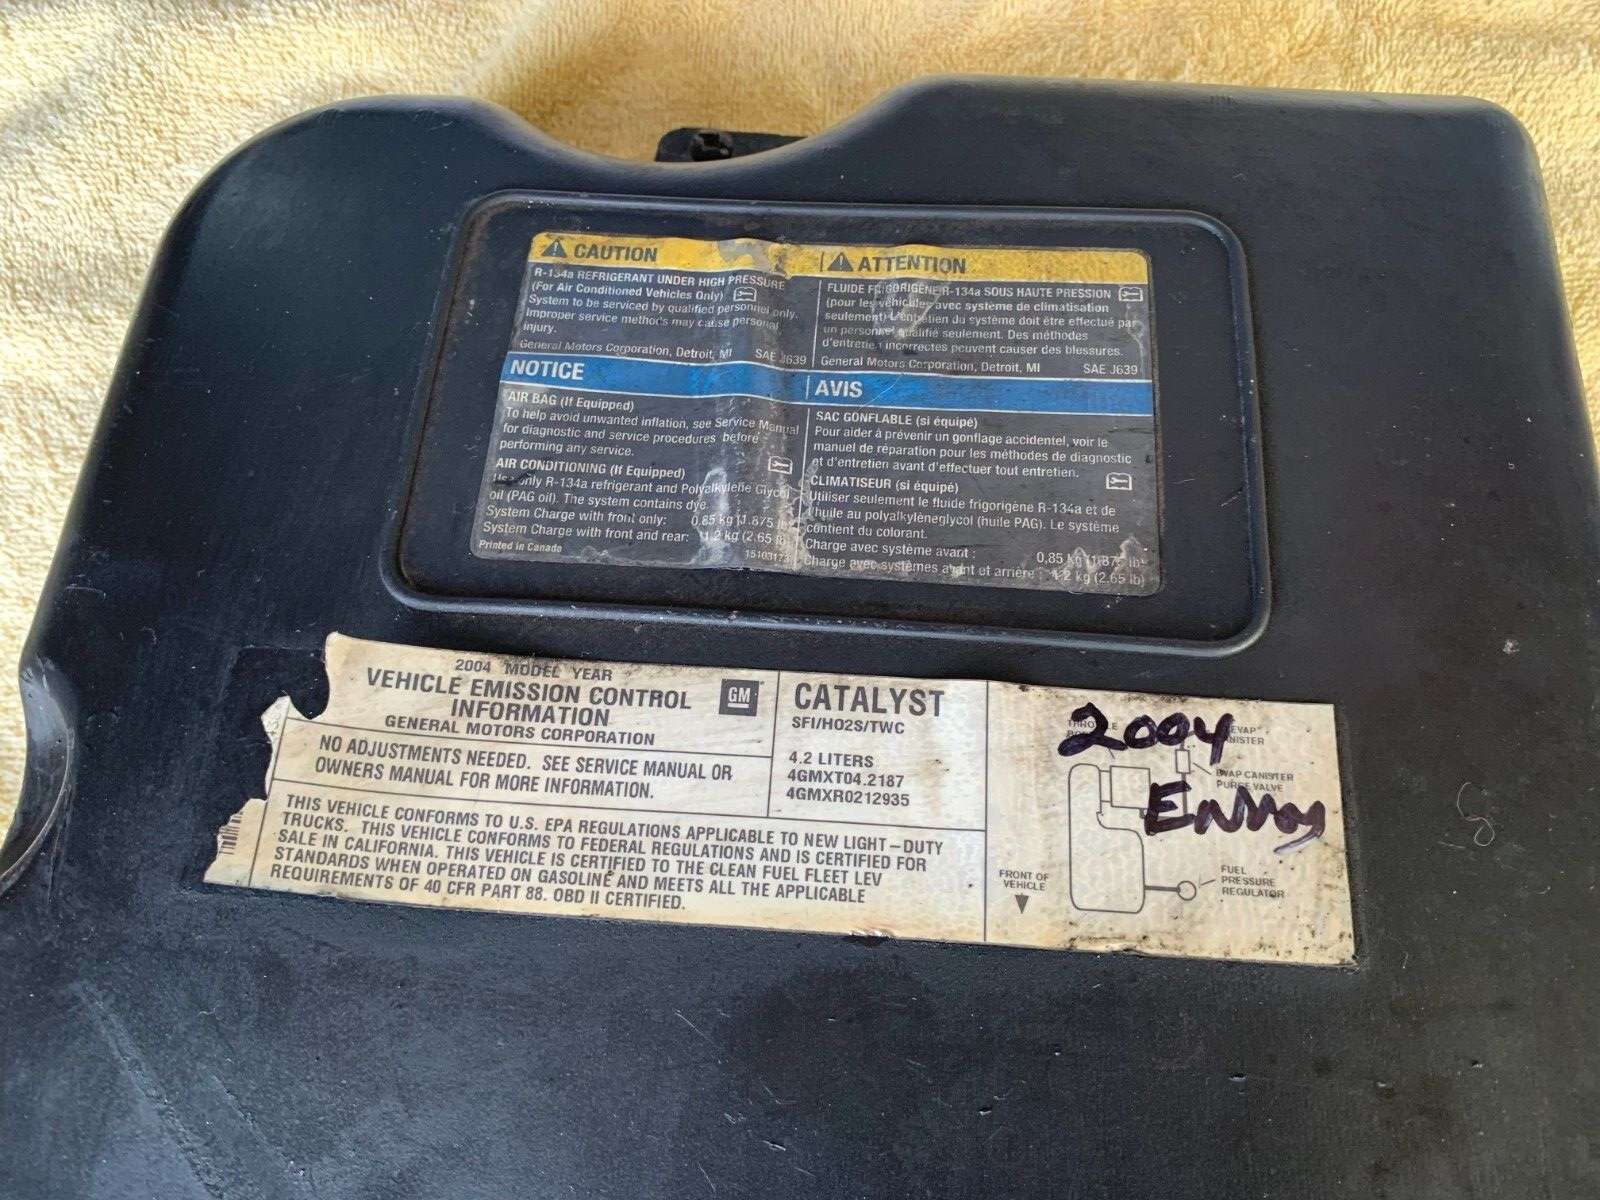 CAUTION
R-134a REFRIGERANT UNDER HIGH PRESSURE
(For Air Conditioned Vehicles Only)
System to be serviced by qualified personnel only.
Improper service methods may cause personal
injury.
General Motors Corporation, Detroit, MI SAE J639
ATTENTION
FLUIDE FRIGORIGÈNE R-134a SOUS HAUTE PRESSION
(pour les véhicules avec système de climatisation
seulement) L'entretien du système doit être effectué par
un personnel qualifié seulement. Des méthodes
d'entretien incorrectes peuvent causer des blessures.
General Motors Corporation, Detroit, MI SAE J639
NOTICE
AIR BAG (If Equipped)
To help avoid unwanted inflation, see Service Manual
for diagnostic and service procedures before
performing any service.
AIR CONDITIONING (If Equipped)
Use only R-134a refrigerant and Polyalkylene Glycol
oil (PAG oil). The system contains dye.
System Charge with front only: 0.85 kg (1.875 lb)
System Charge with front and rear: 1.2 kg (2.65 lb)
Printed in Canada 15103173
AVIS
SAC GONFLABLE (si équipé)
Pour aider à prévenir un gonflage accidentel, voir le
manuel de réparation pour les méthodes de diagnostic
et d'entretien avant d'effectuer tout entretien.
CLIMATISEUR (si équipé)
Utiliser seulement le fluide frigorigène R-134a et de
l'huile au polyalkylèneglycol (huile PAG). Le système
contient du colorant.
Charge avec système avant : 0,85 kg (1,875 lb)
Charge avec systèmes avant et arrière : 1,2 kg (2,65 lb)
2004 MODEL YEAR
VEHICLE EMISSION CONTROL
INFORMATION
GENERAL MOTORS CORPORATION
GM
NO ADJUSTMENTS NEEDED. SEE SERVICE MANUAL OR
OWNERS MANUAL FOR MORE INFORMATION.
CATALYST
SFI/HO2S/TWC
4.2 LITERS
4GMXT04.2187
4GMXR0212935
THIS VEHICLE CONFORMS TO U.S. EPA REGULATIONS APPLICABLE TO NEW LIGHT-DUTY
TRUCKS. THIS VEHICLE CONFORMS TO FEDERAL REGULATIONS AND IS CERTIFIED FOR
SALE IN CALIFORNIA. THIS VEHICLE IS CERTIFIED TO THE CLEAN FUEL FLEET LEV
STANDARDS WHEN OPERATED ON GASOLINE AND MEETS ALL THE APPLICABLE
REQUIREMENTS OF 40 CFR PART 88. OBD II CERTIFIED.
2004
Envoy
EVAP
CANISTER
EVAP CANISTER
PURGE VALVE
FRONT OF
VEHICLE
FUEL
PRESSURE
REGULATOR